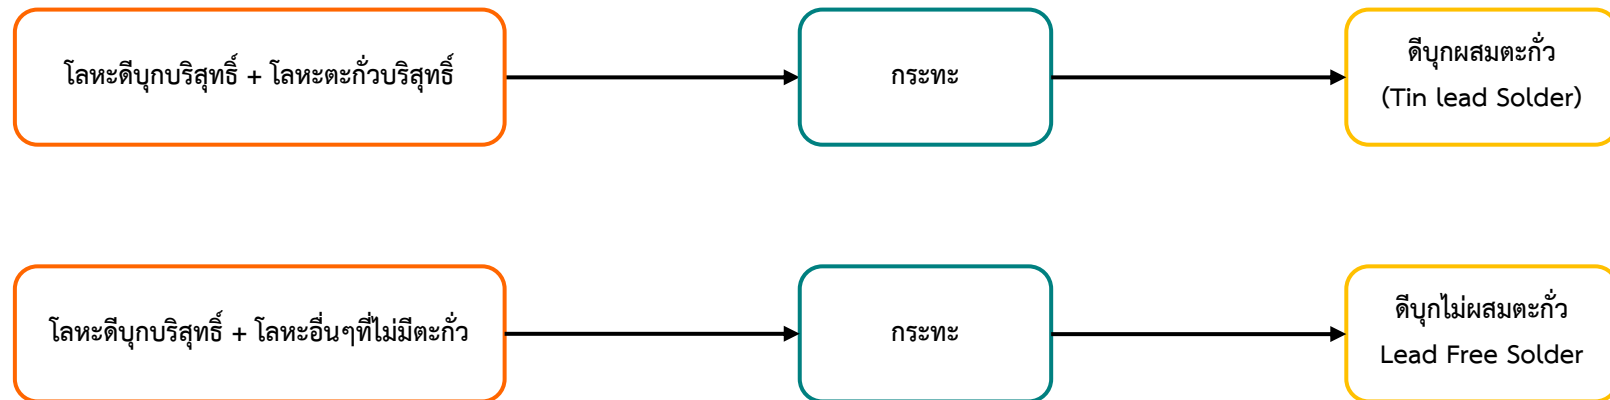 โลหะดีบุกบริสุทธิ์ + โลหะตะกั่วบริสุทธิ์
กระทะ
ดีบุกผสมตะกั่ว
(Tin lead Solder)
โลหะดีบุกบริสุทธิ์ + โลหะอื่นๆที่ไม่มีตะกั่ว
กระทะ
ดีบุกไม่ผสมตะกั่ว
Lead Free Solder